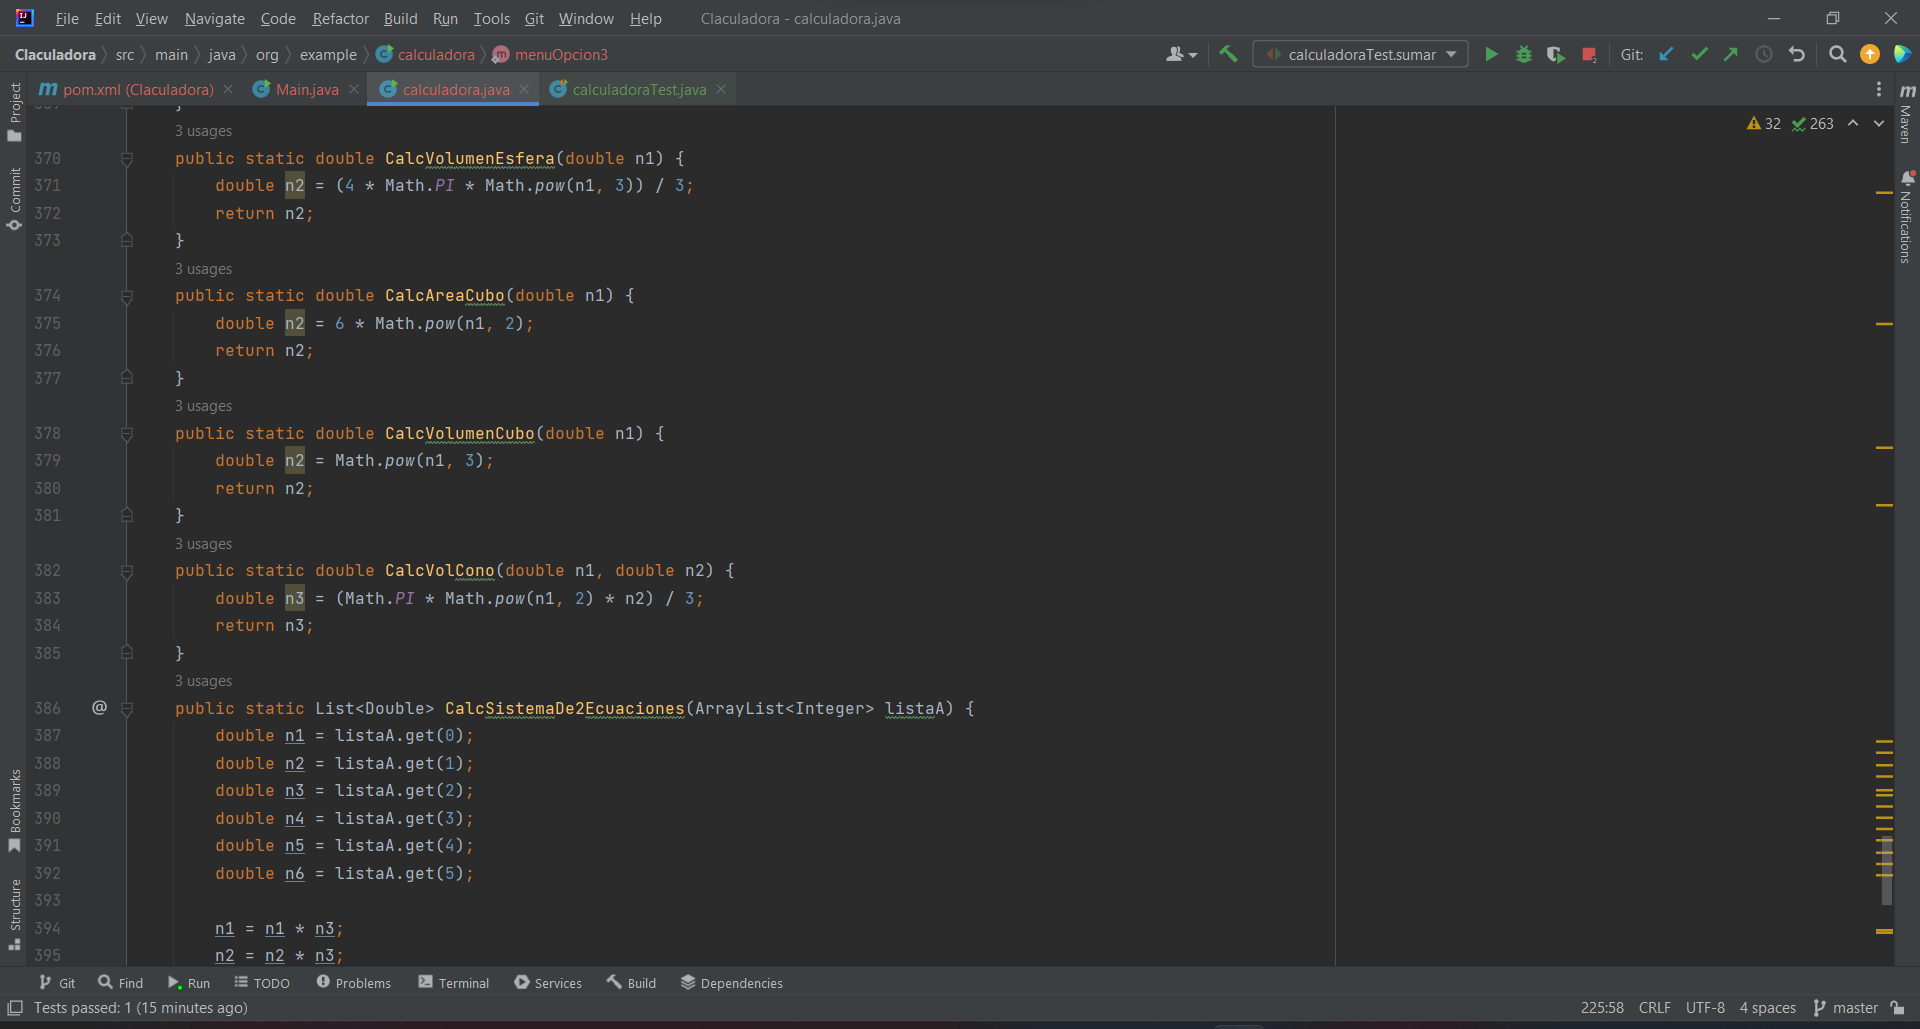 File Edit View Navigate Code Refactor Build Run Tools Git Window Help Claculadora - calculadora.java
Claculadora src main java org example calculadora menuOpcion3 calculadoraTest.sumar Git:
pom.xml (Claculadora) Main.java calculadora.java calculadoraTest.java
Project
Commit
Bookmarks
Structure
Maven
Notifications
32 263
3 usages
370 public static double CalcVolumenEsfera(double n1) {
371 double n2 = (4 * Math.PI * Math.pow(n1, 3)) / 3;
372 return n2;
373 }
3 usages
374 public static double CalcAreaCubo(double n1) {
375 double n2 = 6 * Math.pow(n1, 2);
376 return n2;
377 }
3 usages
378 public static double CalcVolumenCubo(double n1) {
379 double n2 = Math.pow(n1, 3);
380 return n2;
381 }
3 usages
382 public static double CalcVolCono(double n1, double n2) {
383 double n3 = (Math.PI * Math.pow(n1, 2) * n2) / 3;
384 return n3;
385 }
3 usages
386 @ public static List<Double> CalcSistemaDe2Ecuaciones(ArrayList<Integer> listaA) {
387 double n1 = listaA.get(0);
388 double n2 = listaA.get(1);
389 double n3 = listaA.get(2);
390 double n4 = listaA.get(3);
391 double n5 = listaA.get(4);
392 double n6 = listaA.get(5);
393
394 n1 = n1 * n3;
395 n2 = n2 * n3;
Git Find Run TODO Problems Terminal Services Build Dependencies
Tests passed: 1 (15 minutes ago) 225:58 CRLF UTF-8 4 spaces master